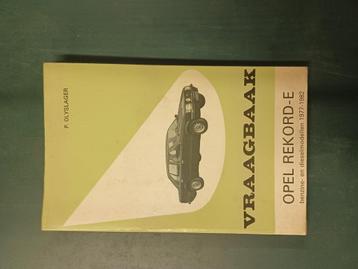 P. OLYSLAGER
VRAAGBAAK
OPEL REKORD-E
benzine- en dieselmodellen 1977-1982